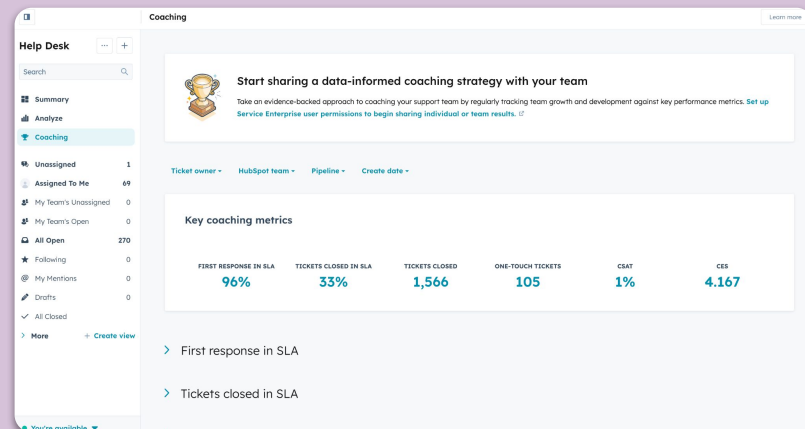 Coaching
Learn more
Help Desk
Search
Summary
Analyze
Coaching
Unassigned 1
Assigned To Me 69
My Team's Unassigned 0
My Team's Open 0
All Open 270
Following 0
@ My Mentions 0
Drafts 0
All Closed
More + Create view
You're available
Start sharing a data-informed coaching strategy with your team
Take an evidence-backed approach to coaching your support team by regularly tracking team growth and development against key performance metrics. Set up
Service Enterprise user permissions to begin sharing individual or team results.
Ticket owner HubSpot team Pipeline Create date
Key coaching metrics
FIRST RESPONSE IN SLA TICKETS CLOSED IN SLA TICKETS CLOSED ONE-TOUCH TICKETS CSAT CES
96% 33% 1,566 105 1% 4.167
First response in SLA
Tickets closed in SLA